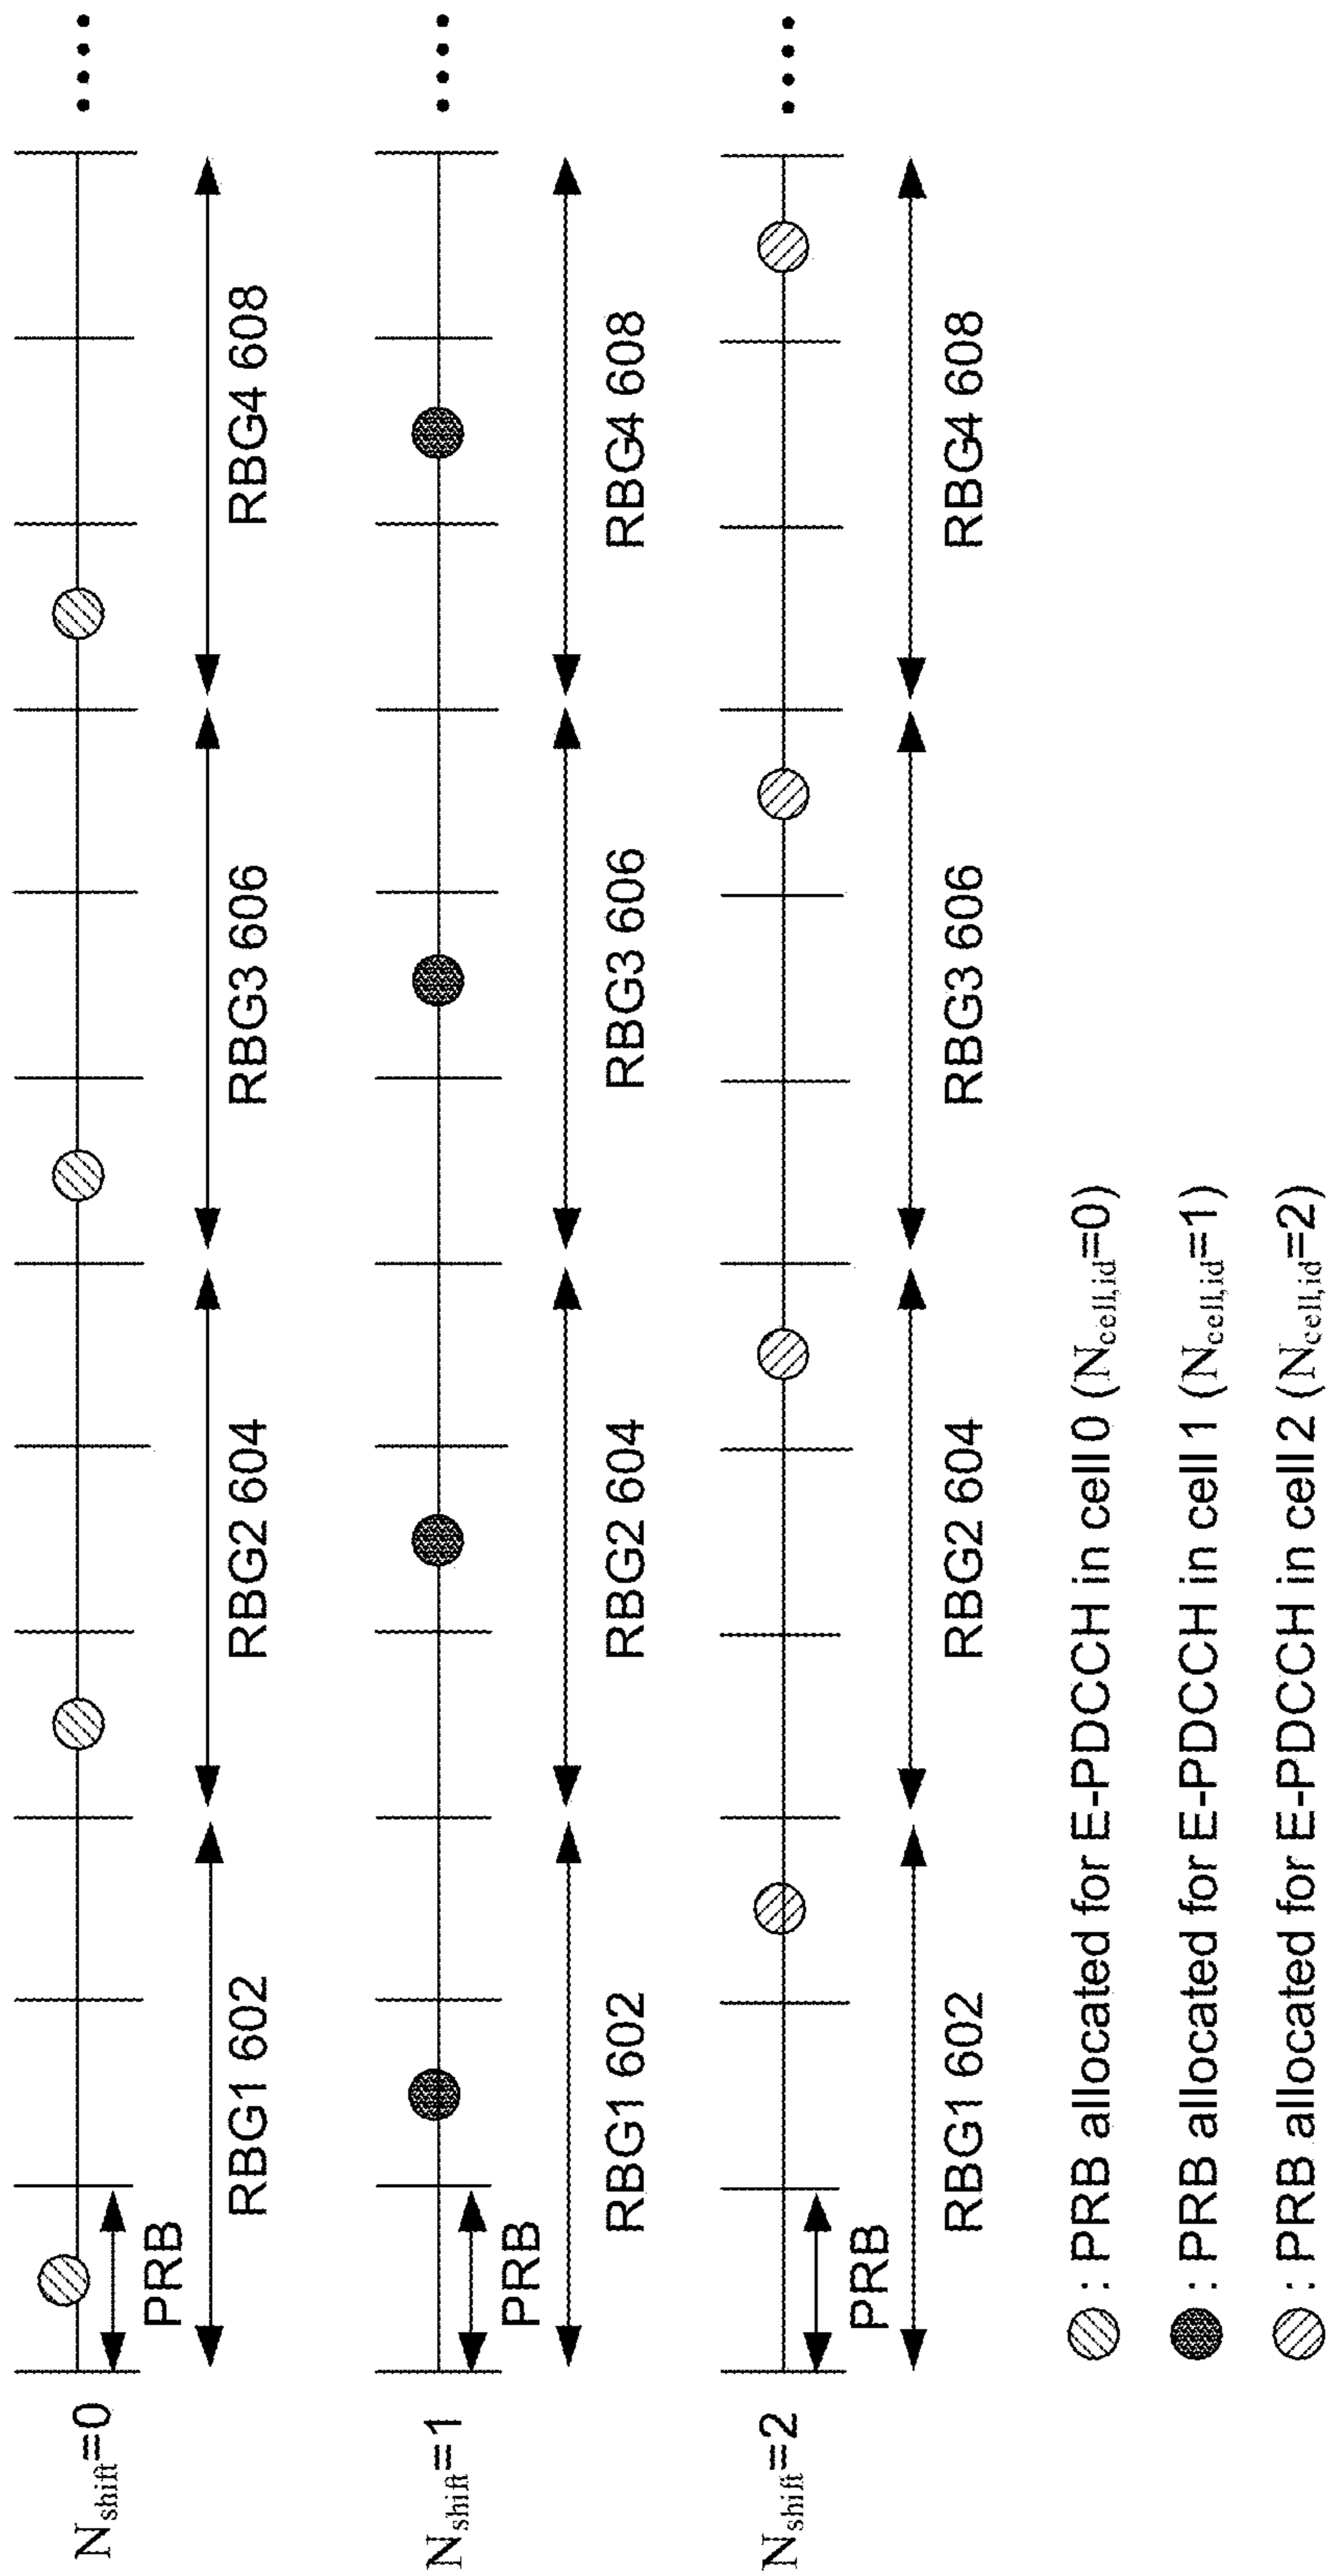 N_shift=0
PRB
RBG1 602
RBG2 604
RBG3 606
RBG4 608
N_shift=1
PRB
RBG1 602
RBG2 604
RBG3 606
RBG4 608
N_shift=2
PRB
RBG1 602
RBG2 604
RBG3 606
RBG4 608
: PRB allocated for E-PDCCH in cell 0 (N_cell,id=0)
: PRB allocated for E-PDCCH in cell 1 (N_cell,id=1)
: PRB allocated for E-PDCCH in cell 2 (N_cell,id=2)